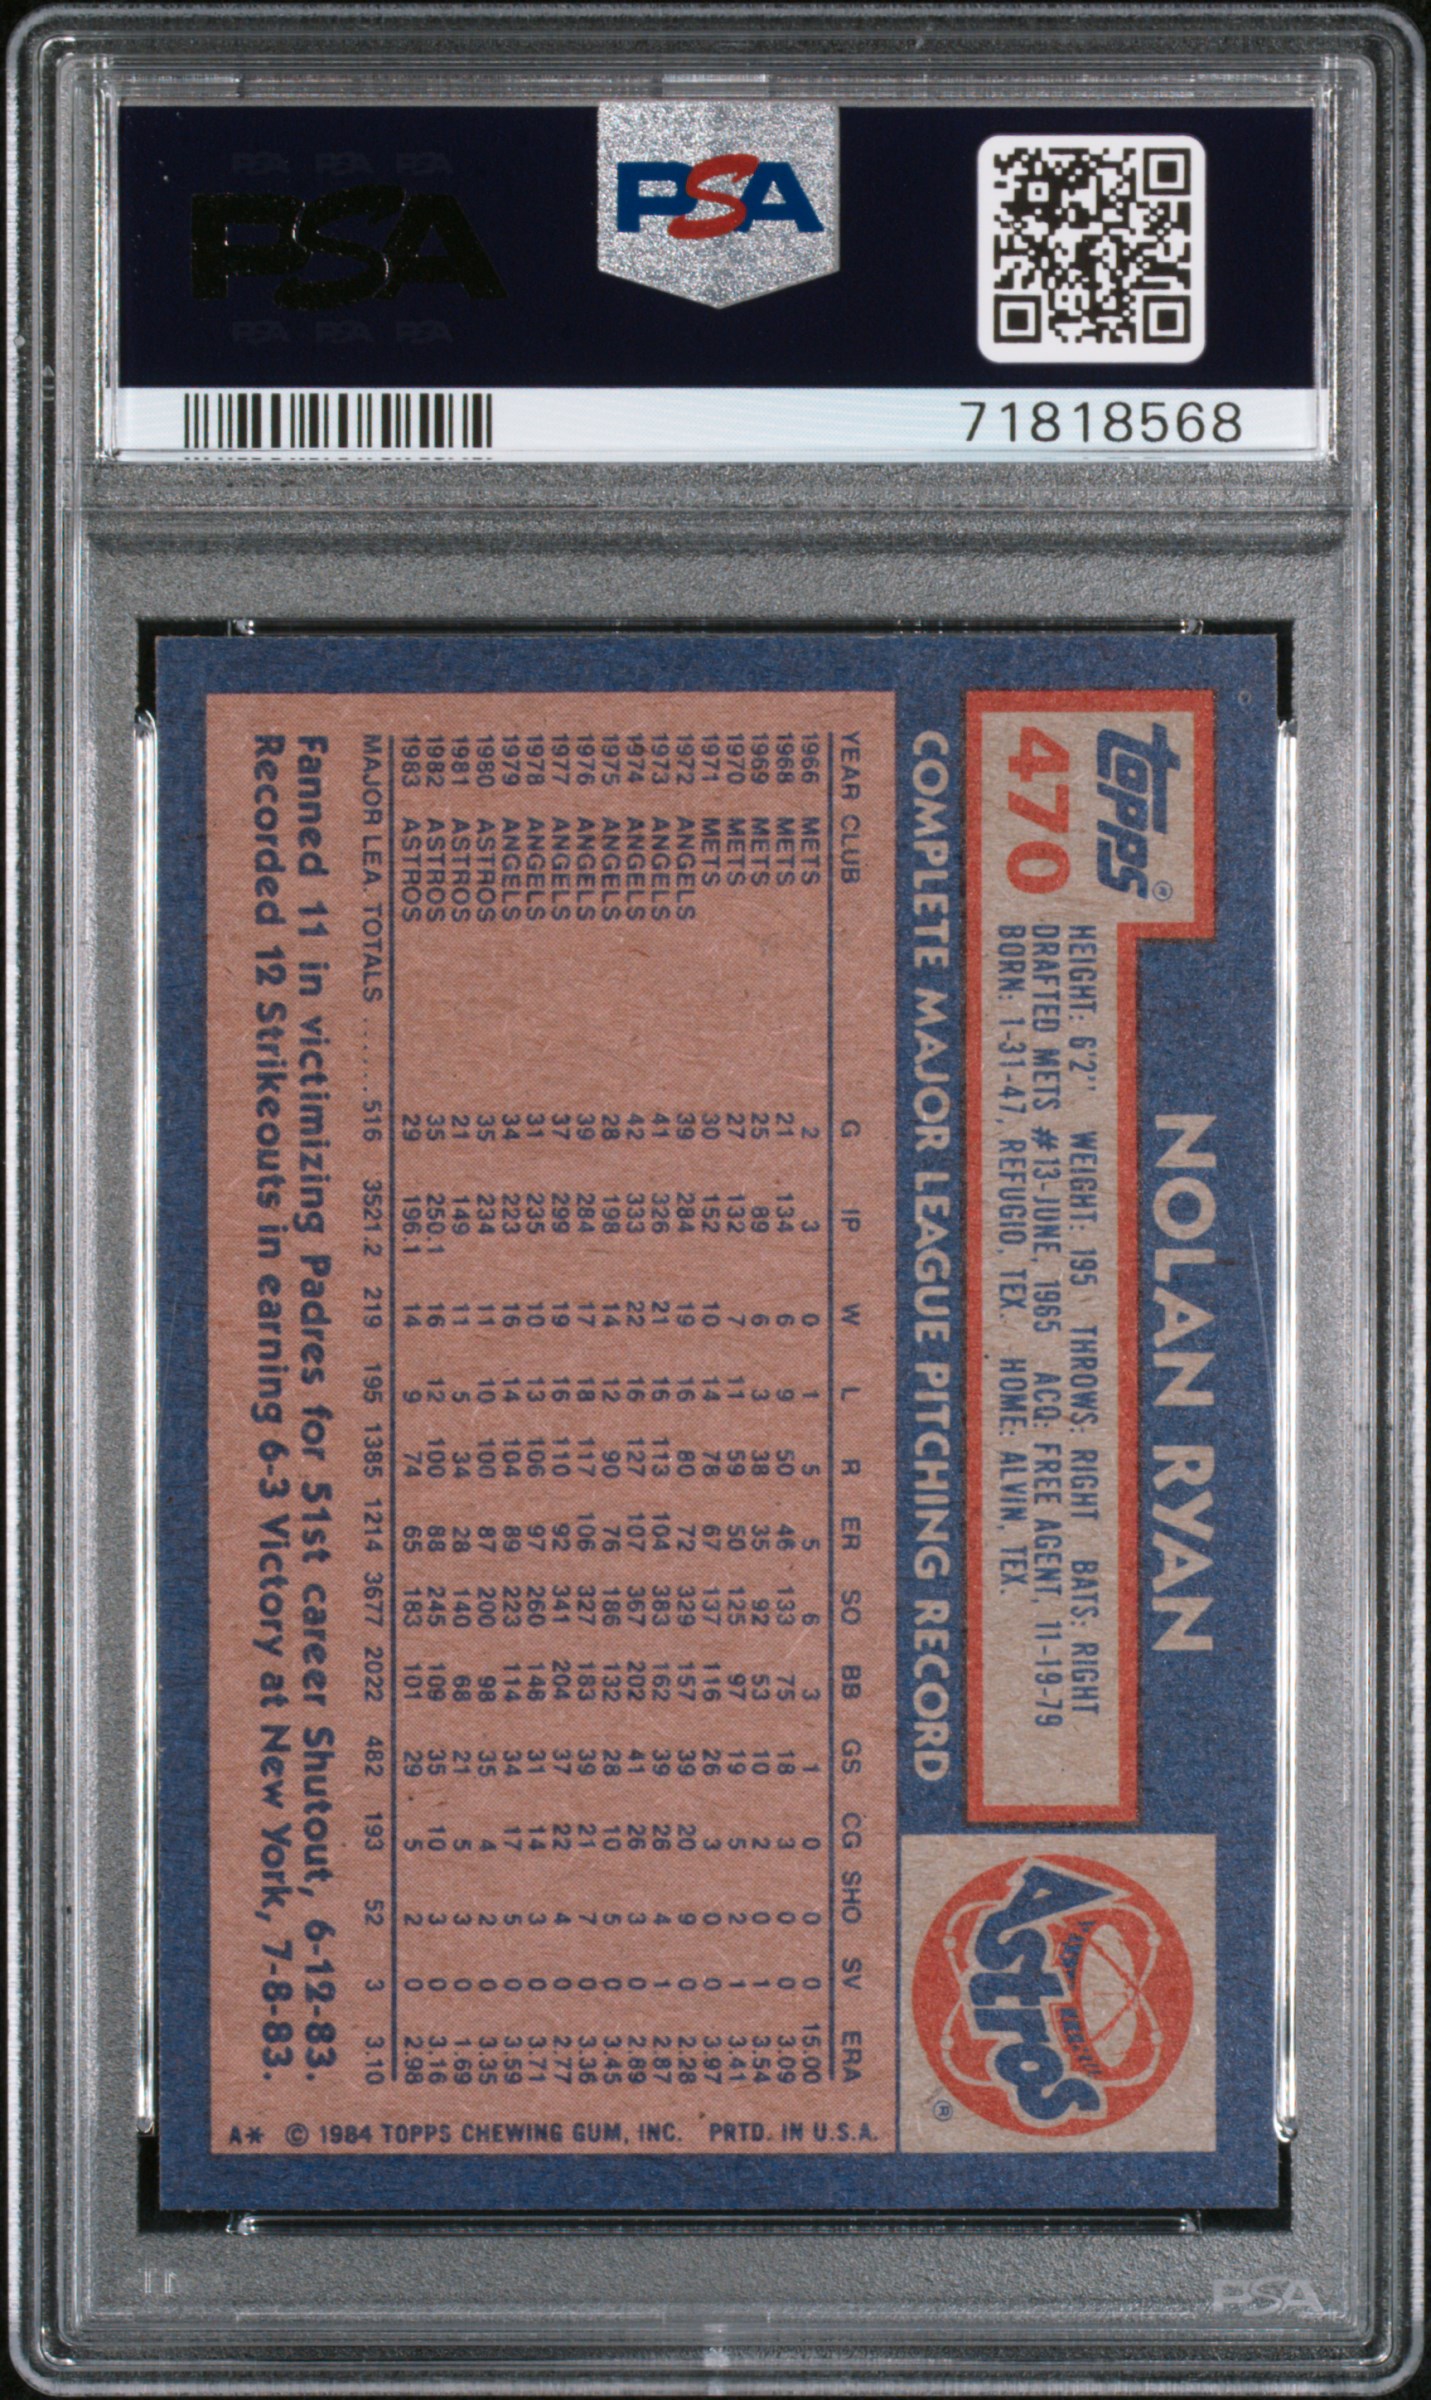 PSA PSA PSA
PSA
PSA PSA PSA
PSA
71818568
NOLAN RYAN
topps®
470
HEIGHT: 6'2" WEIGHT: 195 THROWS: RIGHT BATS: RIGHT
DRAFTED METS #13-JUNE, 1965 ACQ: FREE AGENT, 11-19-79
BORN: 1-31-47, REFUGIO, TEX. HOME: ALVIN, TEX.
Astros
®
COMPLETE MAJOR LEAGUE PITCHING RECORD
YEAR CLUB G IP W L R ER SO BB GS CG SHO SV ERA
1966 METS 2 3 0 1 5 5 6 3 1 0 0 0 15.00
1968 METS 21 134 6 9 50 46 133 75 18 3 0 0 3.09
1969 METS 25 89 6 3 38 35 92 53 10 2 0 1 3.54
1970 METS 27 132 7 11 59 50 125 97 19 5 2 1 3.41
1971 METS 30 152 10 14 78 67 137 116 26 3 0 0 3.97
1972 ANGELS 39 284 19 16 80 72 329 157 39 20 9 0 2.28
1973 ANGELS 41 326 21 16 113 104 383 162 39 26 4 1 2.87
1974 ANGELS 42 333 22 16 127 107 367 202 41 26 3 0 2.89
1975 ANGELS 28 198 14 12 90 76 186 132 28 10 5 0 3.45
1976 ANGELS 39 284 17 18 117 106 327 183 39 21 7 0 3.36
1977 ANGELS 37 299 19 16 110 92 341 204 37 22 4 0 2.77
1978 ANGELS 31 235 10 13 106 97 260 148 31 14 3 0 3.71
1979 ANGELS 34 223 16 14 104 89 223 114 34 17 5 0 3.59
1980 ASTROS 35 234 11 10 100 87 200 98 35 4 2 0 3.35
1981 ASTROS 21 149 11 5 34 28 140 68 21 5 3 0 1.69
1982 ASTROS 35 250.1 16 12 100 88 245 109 35 10 3 0 3.16
1983 ASTROS 29 196.1 14 9 74 65 183 101 29 5 2 0 2.98
MAJOR LEA. TOTALS ...... 516 3521.2 219 195 1385 1214 3677 2022 482 193 52 3 3.10
Fanned 11 in victimizing Padres for 51st career Shutout, 6-12-83.
Recorded 12 Strikeouts in earning 6-3 Victory at New York, 7-8-83.
A* © 1984 TOPPS CHEWING GUM, INC. PRTD. IN U.S.A.
PSA